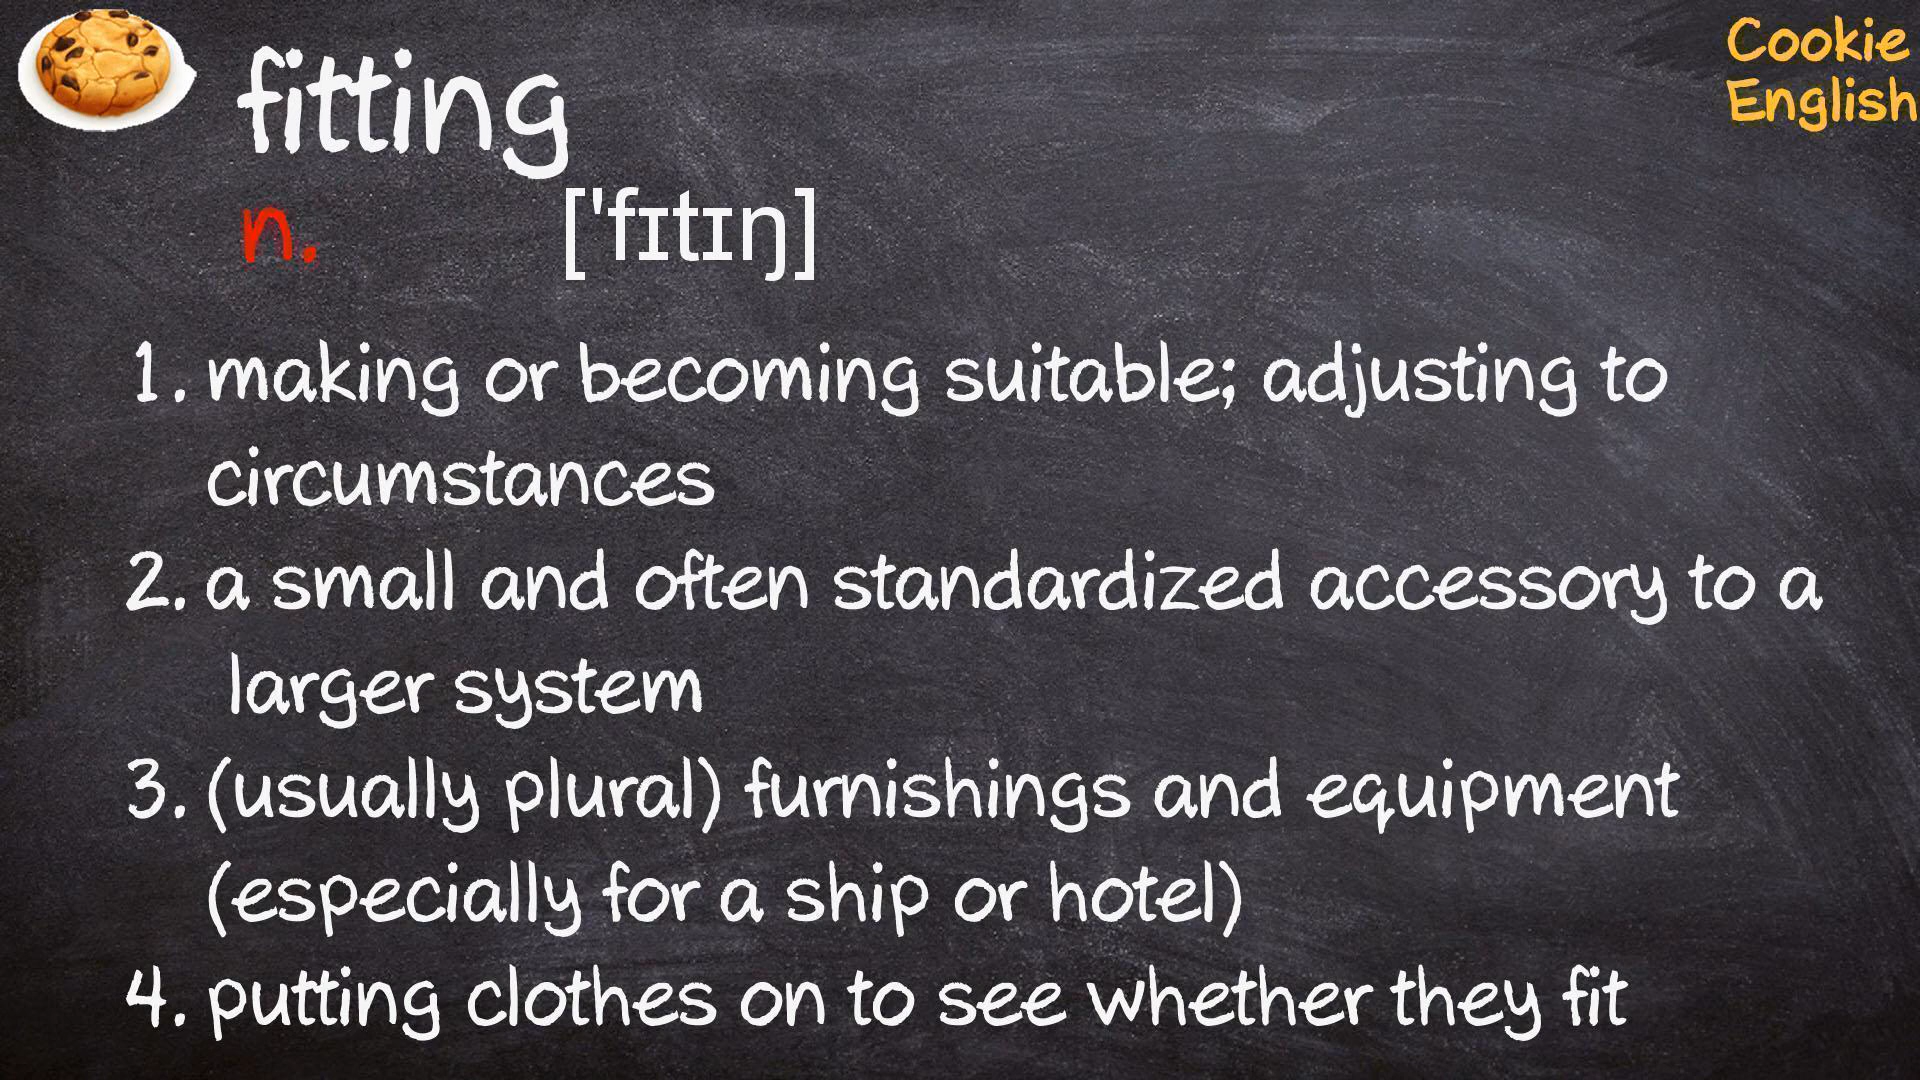 Cookie
English
fitting
n. ['fɪtɪŋ]
1. making or becoming suitable; adjusting to
circumstances
2. a small and often standardized accessory to a
larger system
3. (usually plural) furnishings and equipment
(especially for a ship or hotel)
4. putting clothes on to see whether they fit